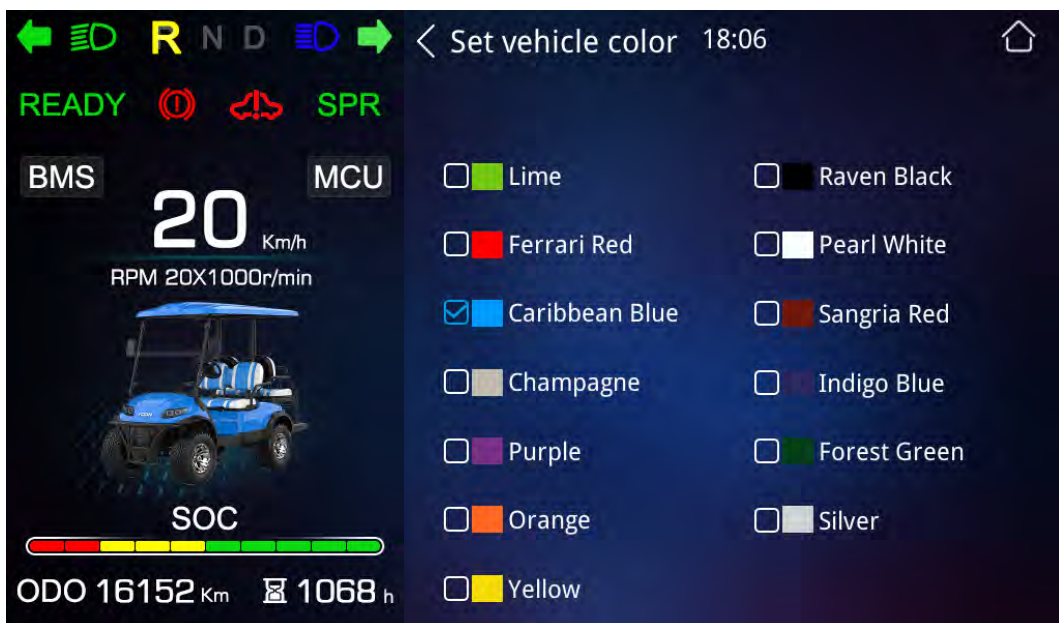 R N D
READY SPR
BMS MCU
20 Km/h
RPM 20X1000r/min
SOC
ODO 16152 Km 1068 h
Set vehicle color 18:06
Lime
Raven Black
Ferrari Red
Pearl White
Caribbean Blue
Sangria Red
Champagne
Indigo Blue
Purple
Forest Green
Orange
Silver
Yellow